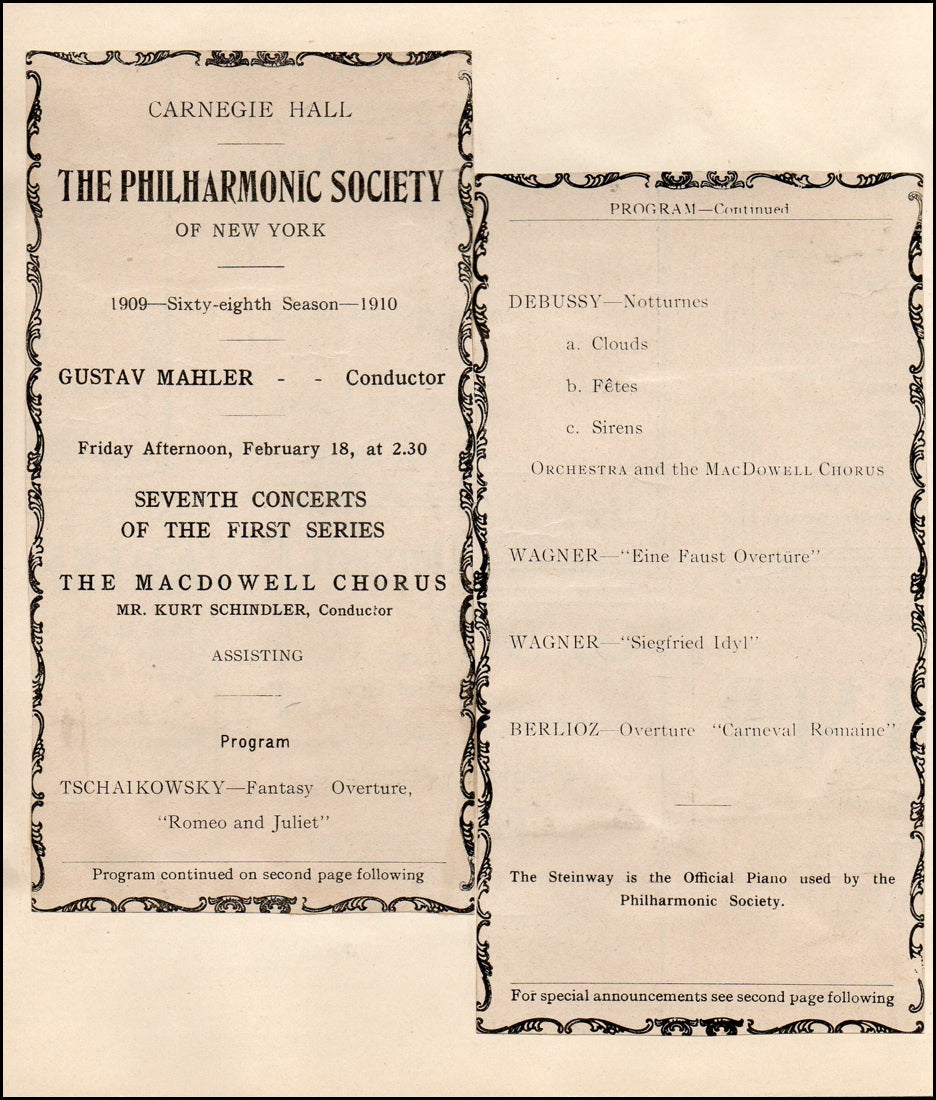 CARNEGIE HALL
THE PHILHARMONIC SOCIETY
OF NEW YORK
1909—Sixty-eighth Season—1910
GUSTAV MAHLER - - Conductor
Friday Afternoon, February 18, at 2.30
SEVENTH CONCERTS
OF THE FIRST SERIES
THE MACDOWELL CHORUS
MR. KURT SCHINDLER, Conductor
ASSISTING
Program
TSCHAIKOWSKY—Fantasy Overture,
“Romeo and Juliet”
Program continued on second page following
PROGRAM—Continued
DEBUSSY—Notturnes
a. Clouds
b. Fêtes
c. Sirens
ORCHESTRA and the MACDOWELL CHORUS
WAGNER—“Eine Faust Overtüre”
WAGNER—“Siegfried Idyl”
BERLIOZ—Overture “Carneval Romaine”
The Steinway is the Official Piano used by the
Philharmonic Society.
For special announcements see second page following